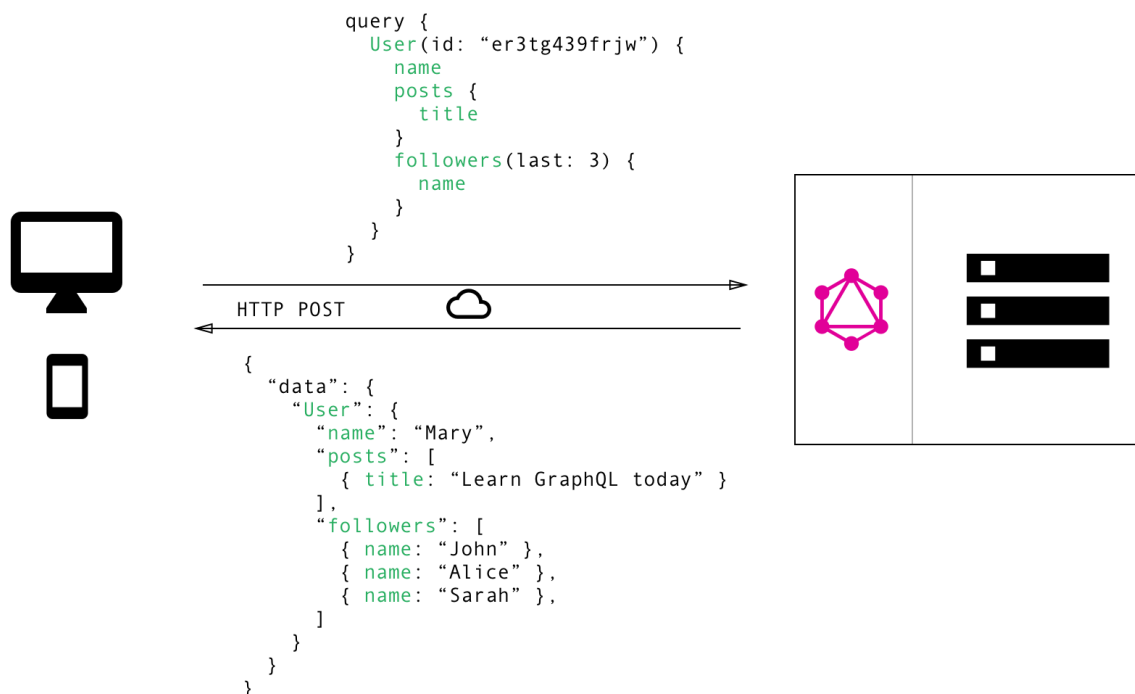 query {
  User(id: “er3tg439frjw”) {
    name
    posts {
      title
    }
    followers(last: 3) {
      name
    }
  }
}
HTTP POST
{
  “data”: {
    “User”: {
      “name”: “Mary”,
      “posts”: [
        { title: “Learn GraphQL today” }
      ],
      “followers”: [
        { name: “John” },
        { name: “Alice” },
        { name: “Sarah” },
      ]
    }
  }
}